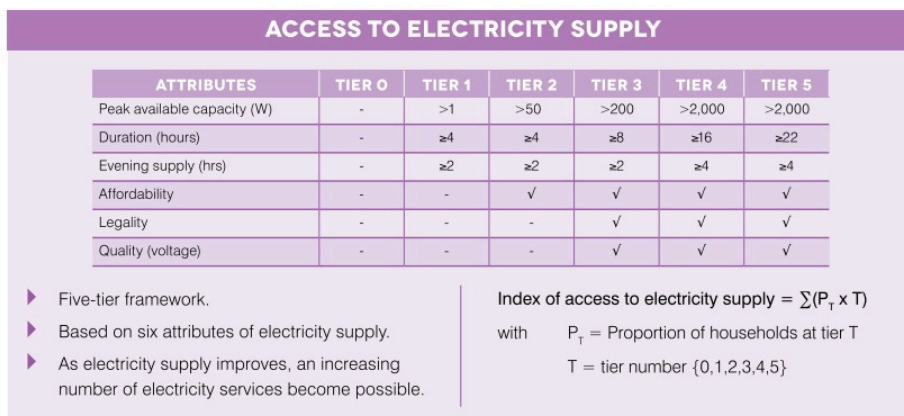 ACCESS TO ELECTRICITY SUPPLY
ATTRIBUTES TIER 0 TIER 1 TIER 2 TIER 3 TIER 4 TIER 5
Peak available capacity (W) - >1 >50 >200 >2,000 >2,000
Duration (hours) - ≥4 ≥4 ≥8 ≥16 ≥22
Evening supply (hrs) - ≥2 ≥2 ≥2 ≥4 ≥4
Affordability - - √ √ √ √
Legality - - - √ √ √
Quality (voltage) - - - √ √ √
Five-tier framework.
Based on six attributes of electricity supply.
As electricity supply improves, an increasing
number of electricity services become possible.
Index of access to electricity supply = ∑(P_T x T)
with P_T = Proportion of households at tier T
T = tier number {0,1,2,3,4,5}